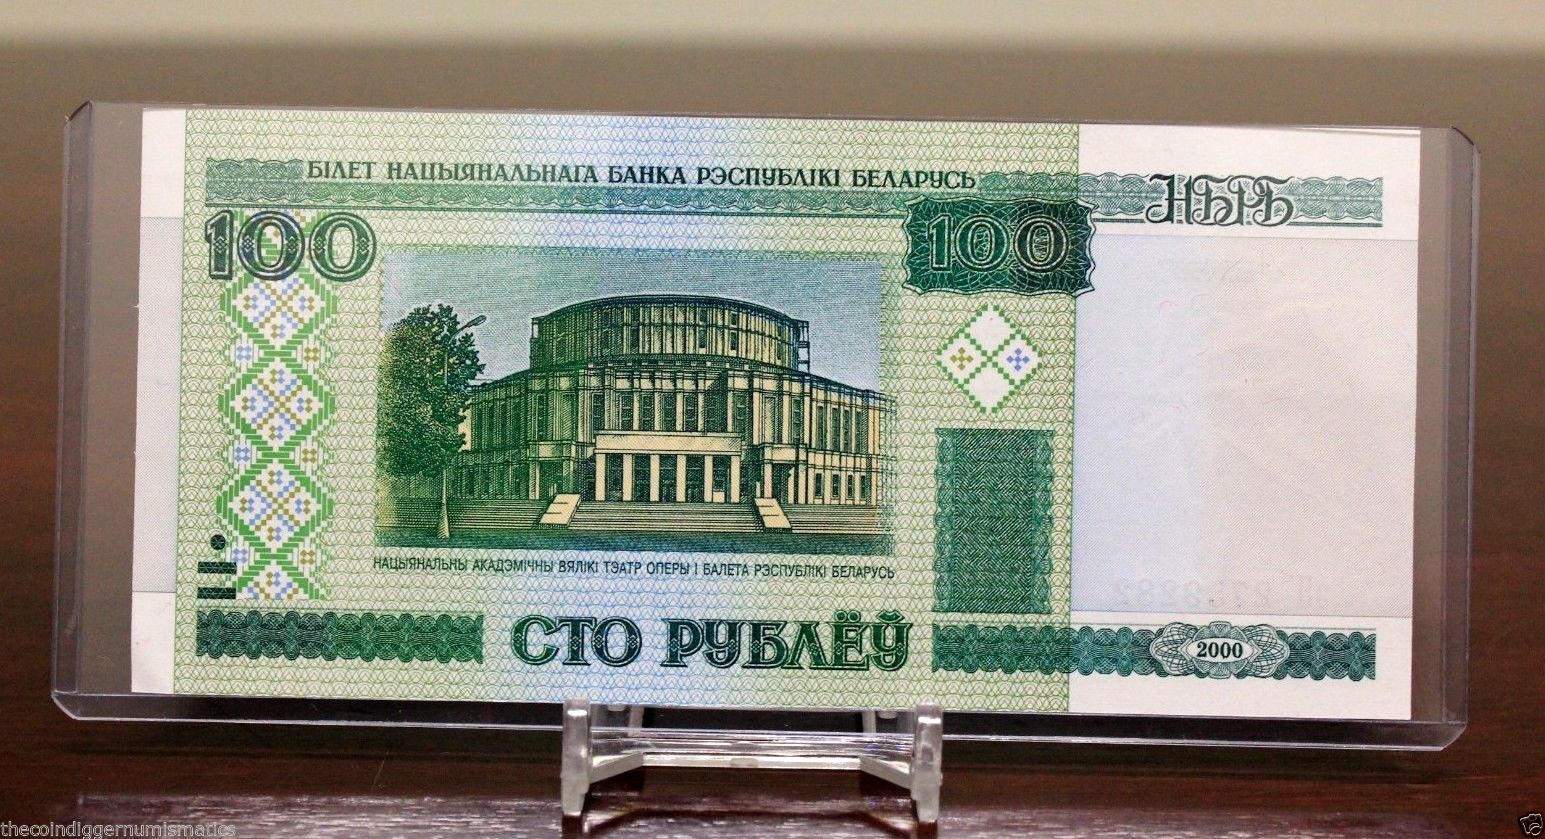 БІЛЕТ НАЦЫЯНАЛЬНАГА БАНКА РЭСПУБЛІКІ БЕЛАРУСЬ
НБРБ
100
100
НАЦЫЯНАЛЬНЫ АКАДЭМІЧНЫ ВЯЛІКІ ТЭАТР ОПЕРЫ І БАЛЕТА РЭСПУБЛІКІ БЕЛАРУСЬ
СТО РУБЛЁЎ
2000
thecoindiggernumismatics